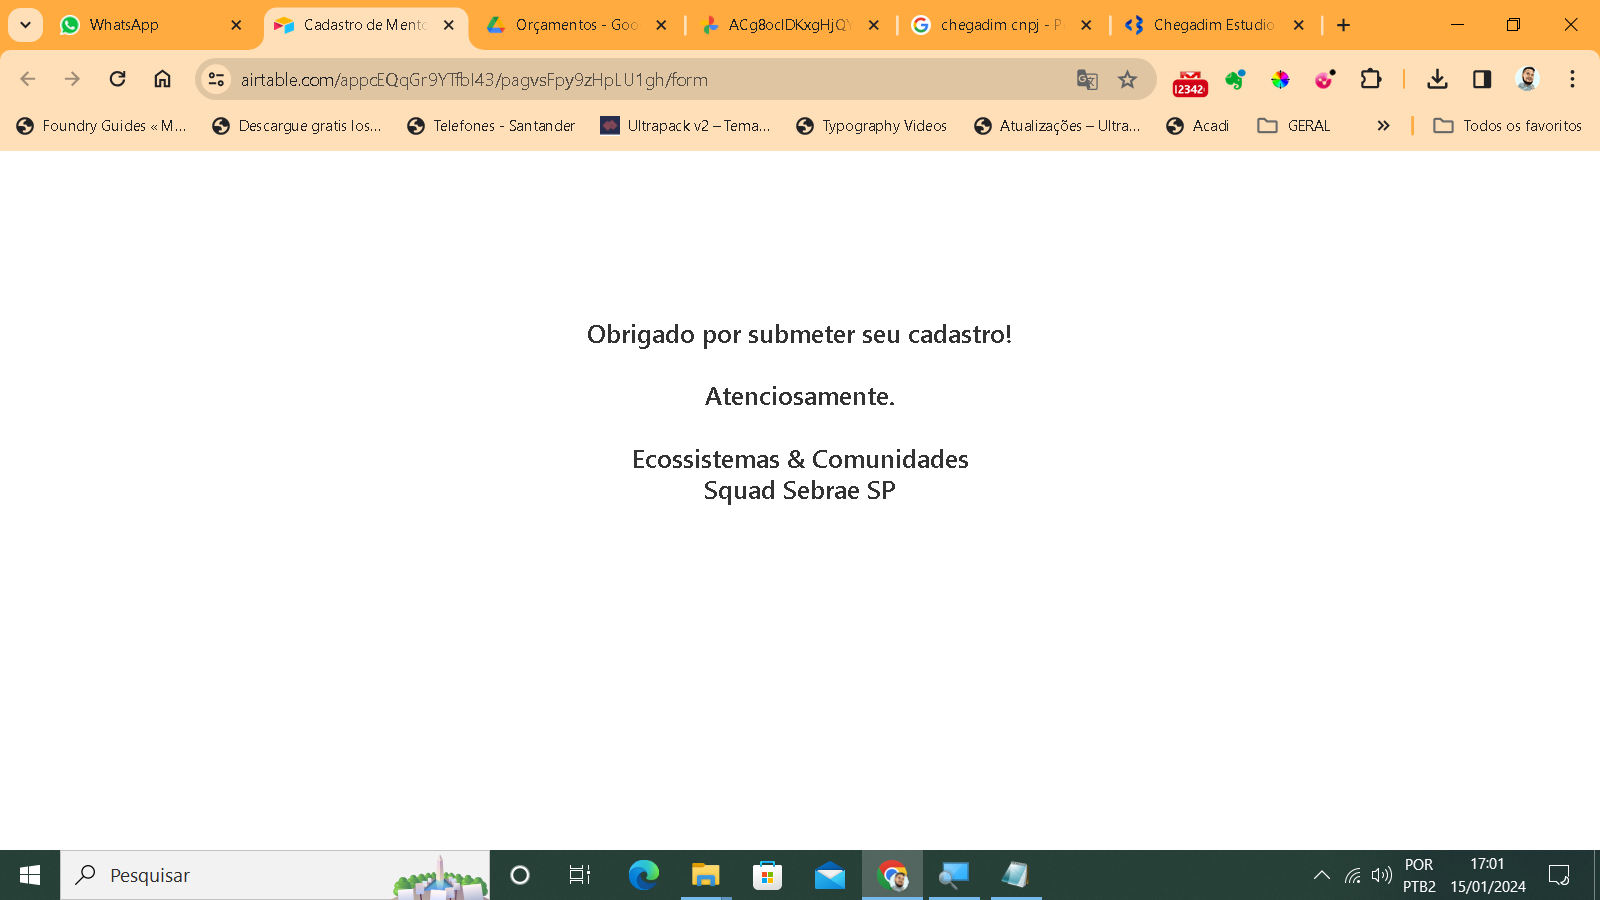 WhatsApp
Cadastro de Mento
Orçamentos - Goo
ACg8ocIDKxgHjQY
chegadim cnpj - P
Chegadim Estudio
airtable.com/appcEQqGr9YTfbI43/pagvsFpy9zHpLU1gh/form
12342
Foundry Guides « M...
Descargue gratis los...
Telefones - Santander
Ultrapack v2 – Tema...
Typography Videos
Atualizações – Ultra...
Acadi
GERAL
Todos os favoritos
Obrigado por submeter seu cadastro!
Atenciosamente.
Ecossistemas & Comunidades
Squad Sebrae SP
Pesquisar
POR
PTB2
17:01
15/01/2024